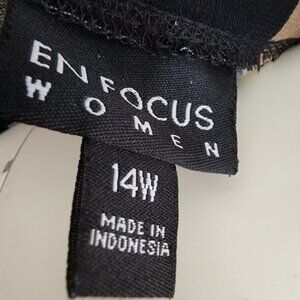 EN FOCUS
WOMEN
14W
MADE IN
INDONESIA